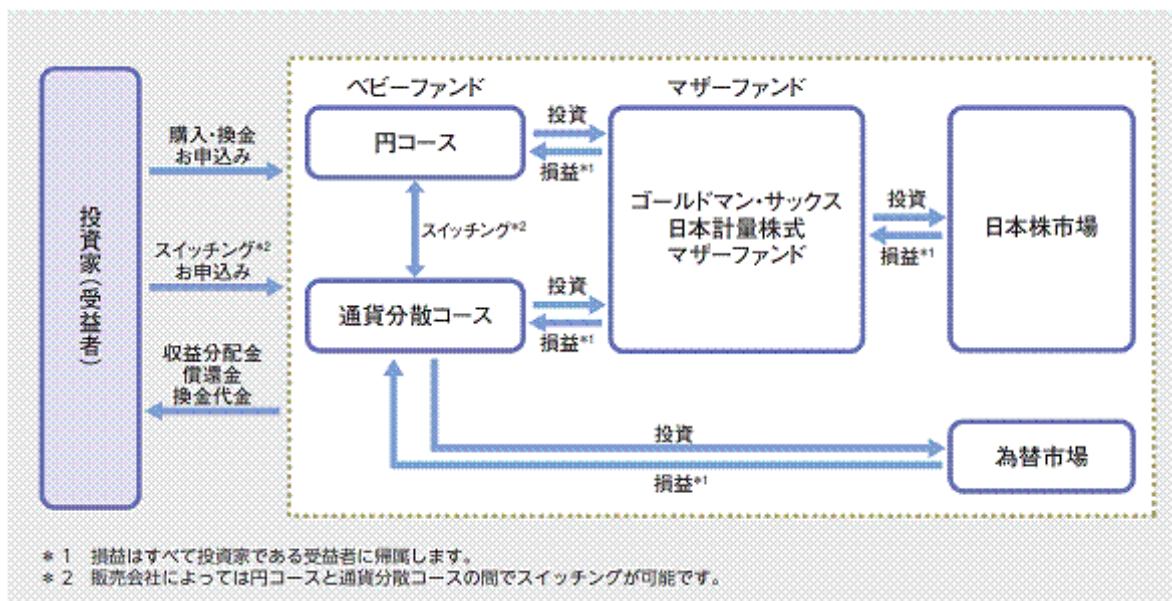 ベビーファンド
マザーファンド
投資家(受益者)
購入・換金
お申込み
スイッチング*2
お申込み
収益分配金
償還金
換金代金
円コース
スイッチング*2
通貨分散コース
投資
損益*1
投資
損益*1
ゴールドマン・サックス
日本計量株式
マザーファンド
投資
損益*1
日本株市場
投資
損益*1
為替市場
* 1 損益はすべて投資家である受益者に帰属します。
* 2 販売会社によっては円コースと通貨分散コースの間でスイッチングが可能です。